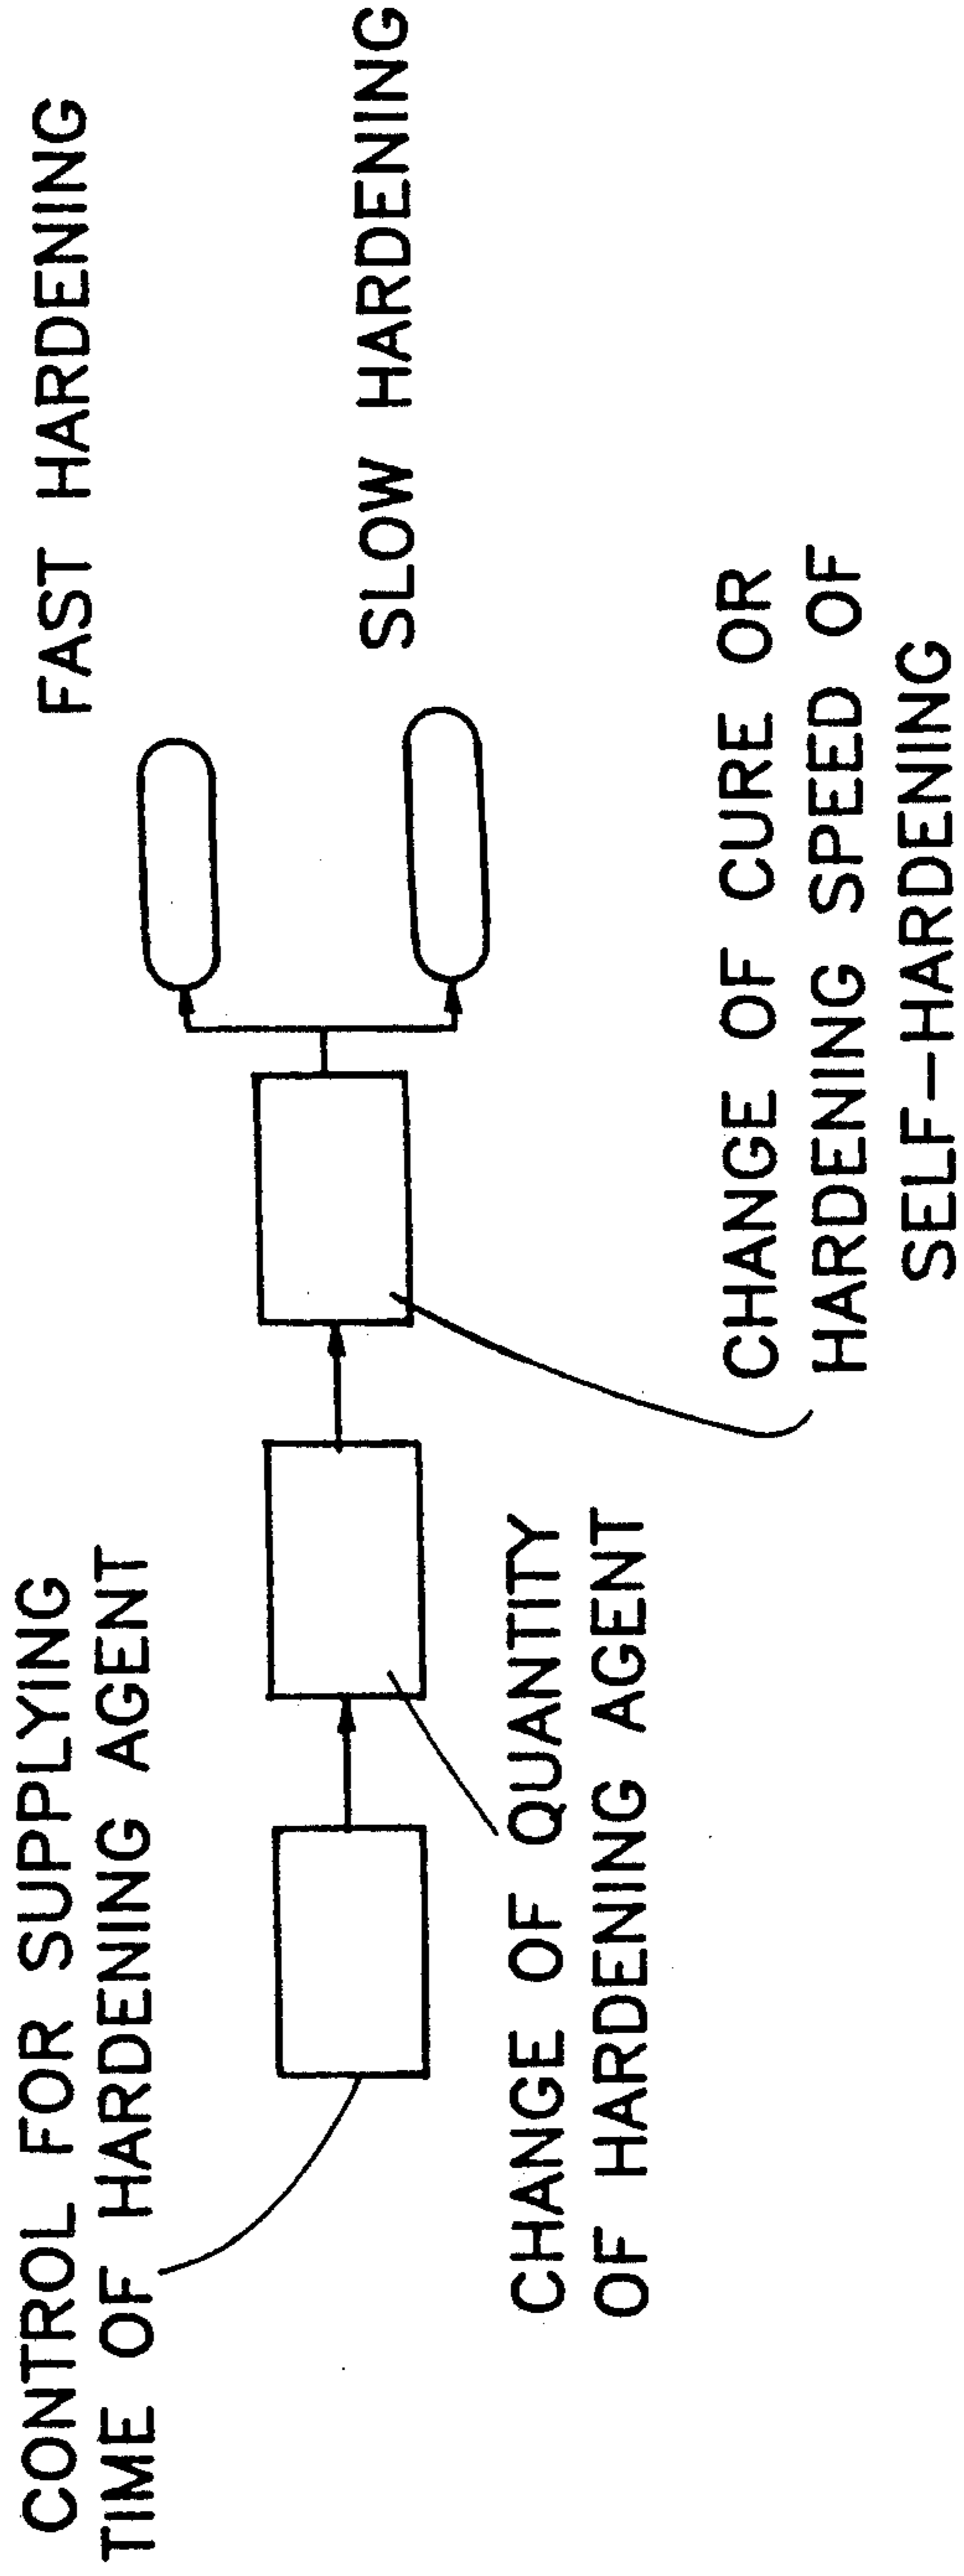 CONTROL FOR SUPPLYING
TIME OF HARDENING AGENT
CHANGE OF QUANTITY
OF HARDENING AGENT
CHANGE OF CURE OR
HARDENING SPEED OF
SELF-HARDENING
FAST HARDENING
SLOW HARDENING